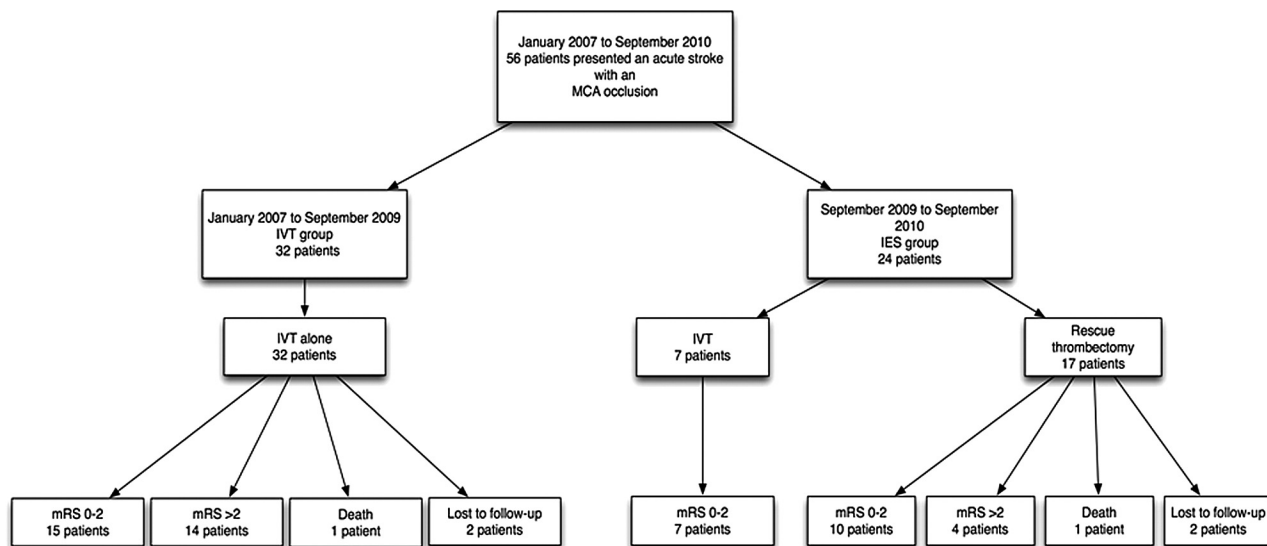 January 2007 to September 2010
56 patients presented an acute stroke
with an
MCA occlusion
January 2007 to September 2009
IVT group
32 patients
September 2009 to September
2010
IES group
24 patients
IVT alone
32 patients
IVT
7 patients
Rescue
thrombectomy
17 patients
mRS 0-2
15 patients
mRS >2
14 patients
Death
1 patient
Lost to follow-up
2 patients
mRS 0-2
7 patients
mRS 0-2
10 patients
mRS >2
4 patients
Death
1 patient
Lost to follow-up
2 patients